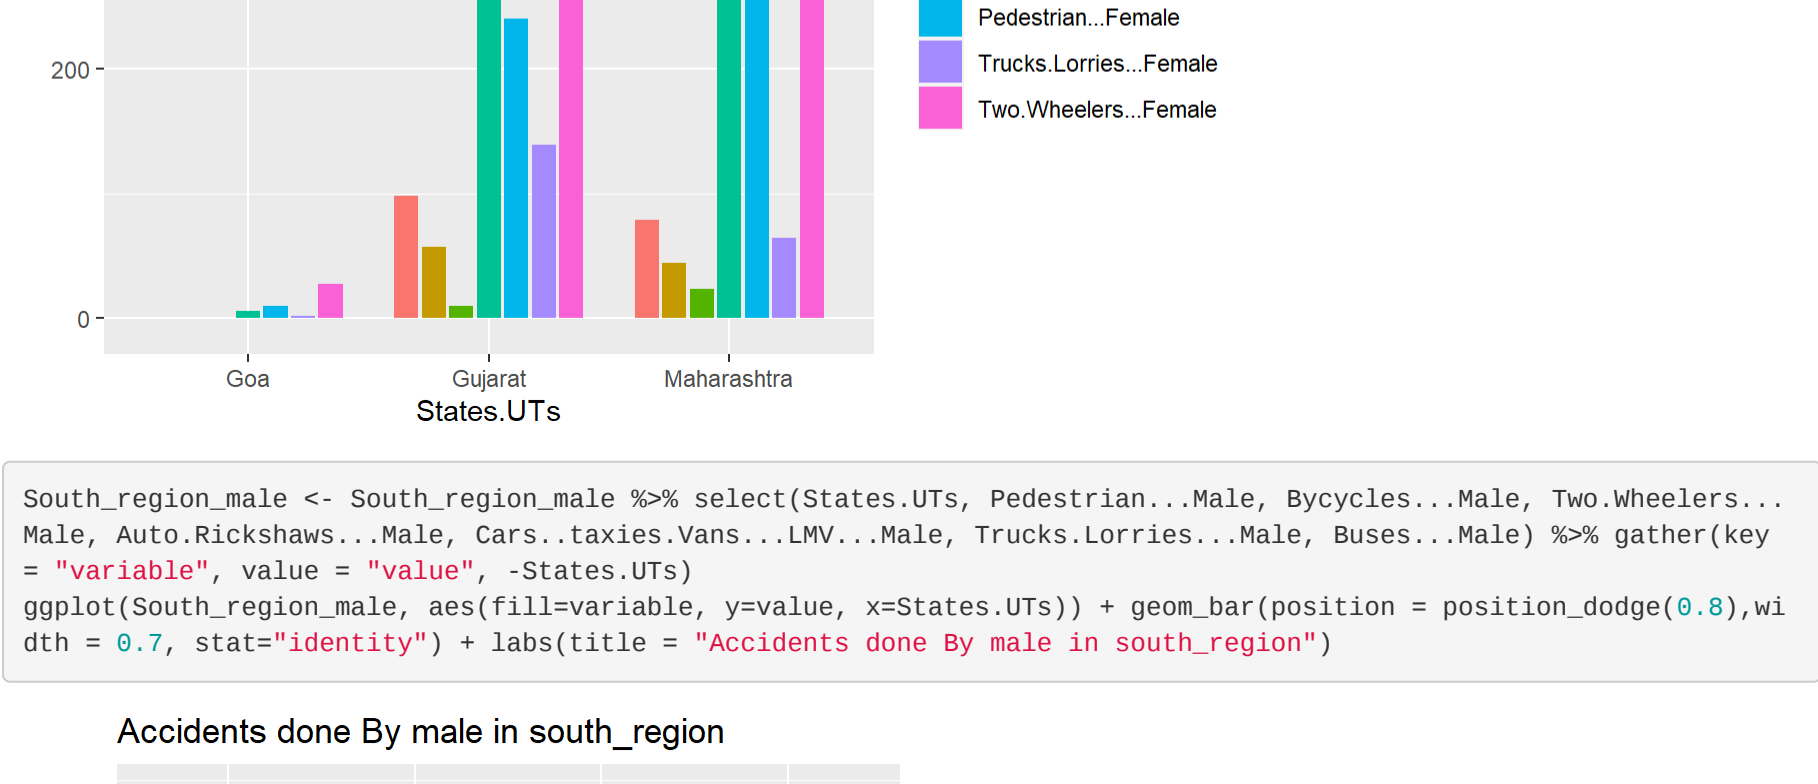 Pedestrian...Female
200
Trucks.Lorries...Female
Two.Wheelers...Female
0
Goa Gujarat Maharashtra
States.UTs
South_region_male <- South_region_male %>% select(States.UTs, Pedestrian...Male, Bycycles...Male, Two.Wheelers...
Male, Auto.Rickshaws...Male, Cars..taxies.Vans...LMV...Male, Trucks.Lorries...Male, Buses...Male) %>% gather(key
= "variable", value = "value", -States.UTs)
ggplot(South_region_male, aes(fill=variable, y=value, x=States.UTs)) + geom_bar(position = position_dodge(0.8),wi
dth = 0.7, stat="identity") + labs(title = "Accidents done By male in south_region")
Accidents done By male in south_region